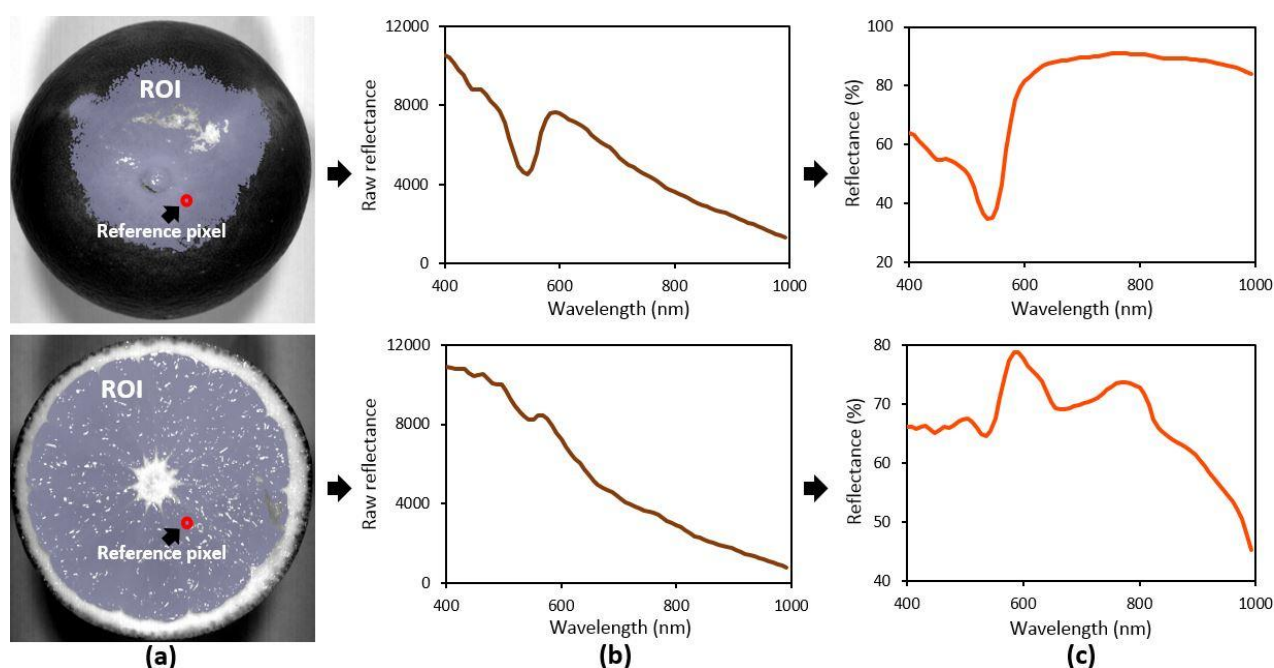 ROI
Reference pixel
12000
8000
4000
0
Raw reflectance
400 600 800 1000
Wavelength (nm)
100
80
60
40
20
Reflectance (%)
400 600 800 1000
Wavelength (nm)
ROI
Reference pixel
12000
8000
4000
0
Raw reflectance
400 600 800 1000
Wavelength (nm)
80
70
60
50
40
Reflectance (%)
400 600 800 1000
Wavelength (nm)
(a) (b) (c)